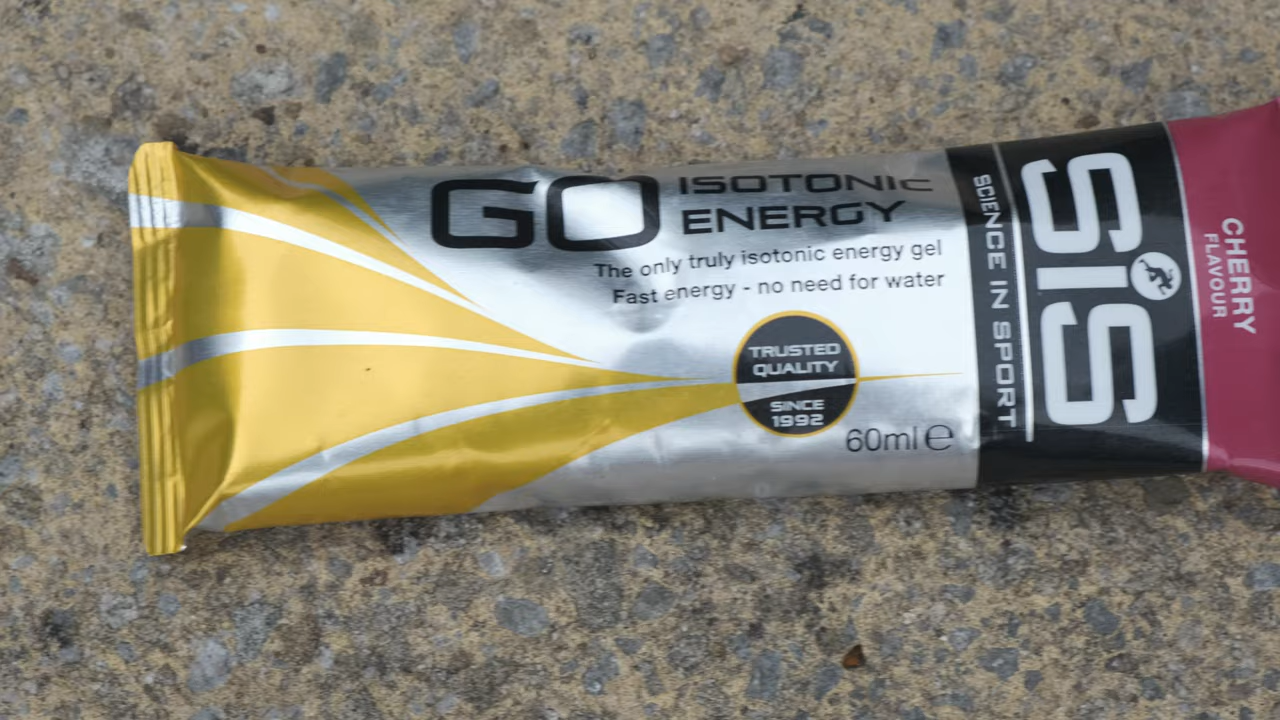 GO ISOTONIC
ENERGY
The only truly isotonic energy gel
Fast energy - no need for water
TRUSTED
QUALITY
SINCE
1992
60ml℮
SCIENCE IN SPORT
SiS
CHERRY
FLAVOUR